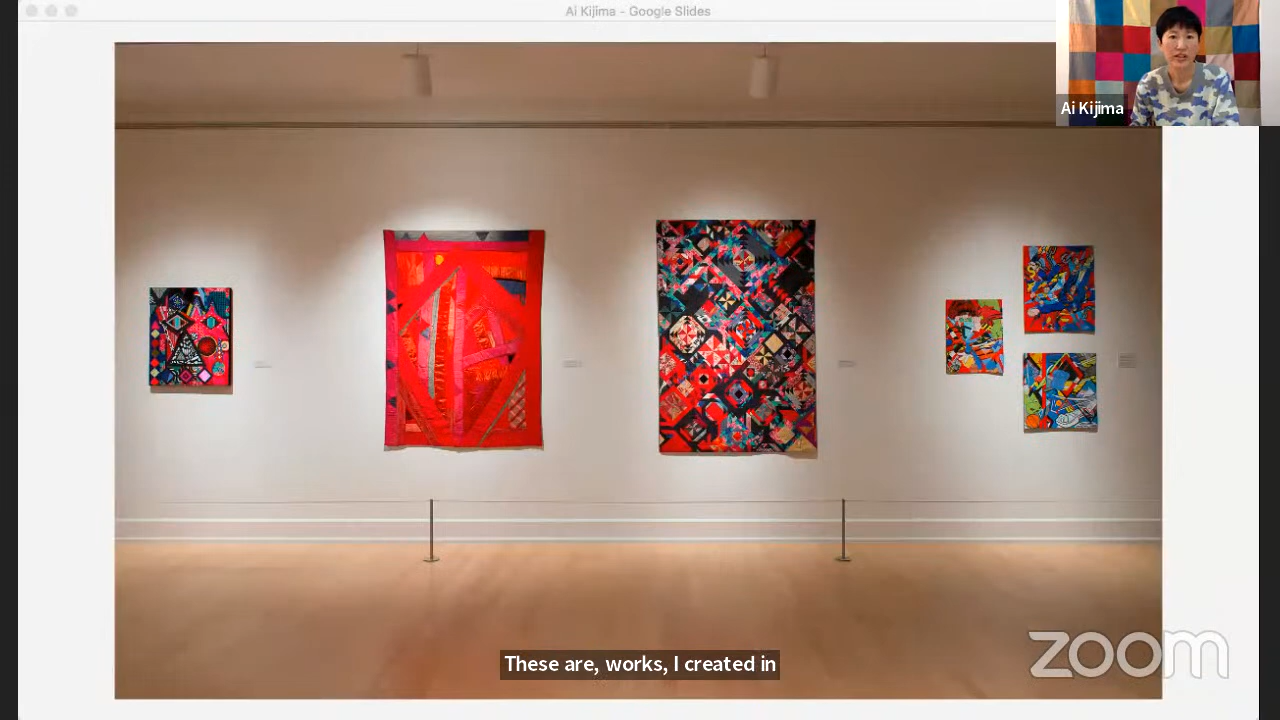 Ai Kijima - Google Slides
Ai Kijima
These are, works, I created in
zoom